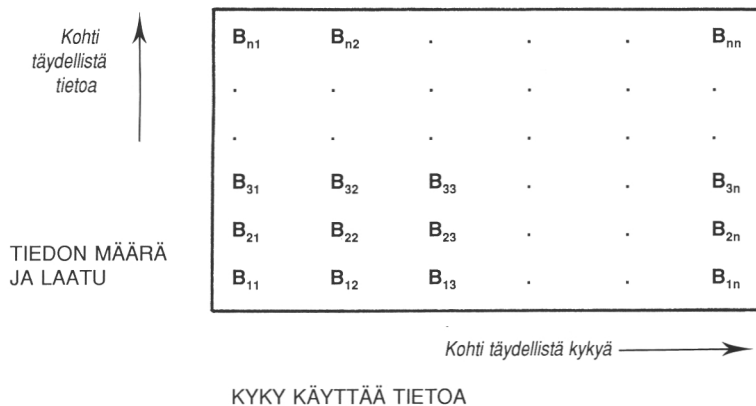 Kohti
täydellistä
tietoa
B_n1 B_n2 . . . B_nn
. . . . . .
. . . . . .
B_31 B_32 B_33 . . B_3n
B_21 B_22 B_23 . . B_2n
TIEDON MÄÄRÄ
JA LAATU
B_11 B_12 B_13 . . B_1n
Kohti täydellistä kykyä
KYKY KÄYTTÄÄ TIETOA